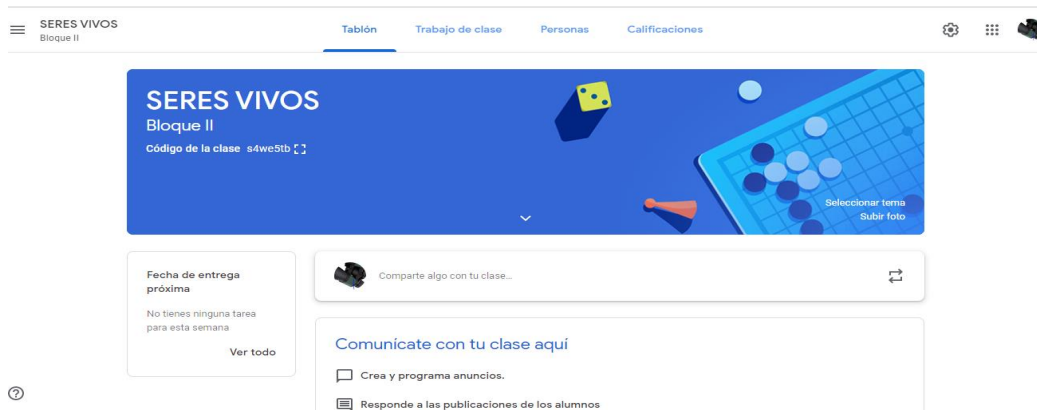 SERES VIVOS
Bloque II
Tablón
Trabajo de clase
Personas
Calificaciones
SERES VIVOS
Bloque II
Código de la clase s4we5tb
Seleccionar tema
Subir foto
Fecha de entrega
próxima
No tienes ninguna tarea
para esta semana
Ver todo
Comparte algo con tu clase...
Comunícate con tu clase aquí
Crea y programa anuncios.
Responde a las publicaciones de los alumnos